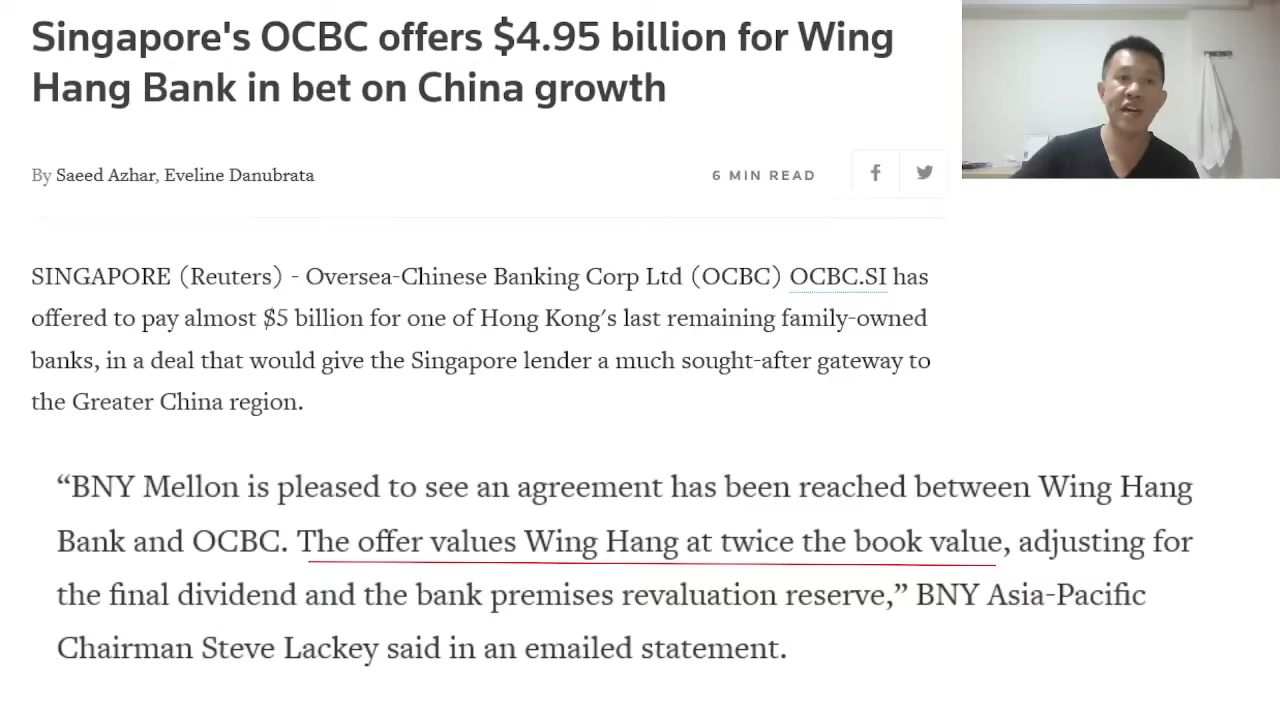 Singapore's OCBC offers $4.95 billion for Wing
Hang Bank in bet on China growth
By Saeed Azhar, Eveline Danubrata
6 MIN READ
SINGAPORE (Reuters) - Oversea-Chinese Banking Corp Ltd (OCBC) OCBC.SI has
offered to pay almost $5 billion for one of Hong Kong's last remaining family-owned
banks, in a deal that would give the Singapore lender a much sought-after gateway to
the Greater China region.
“BNY Mellon is pleased to see an agreement has been reached between Wing Hang
Bank and OCBC. The offer values Wing Hang at twice the book value, adjusting for
the final dividend and the bank premises revaluation reserve,” BNY Asia-Pacific
Chairman Steve Lackey said in an emailed statement.